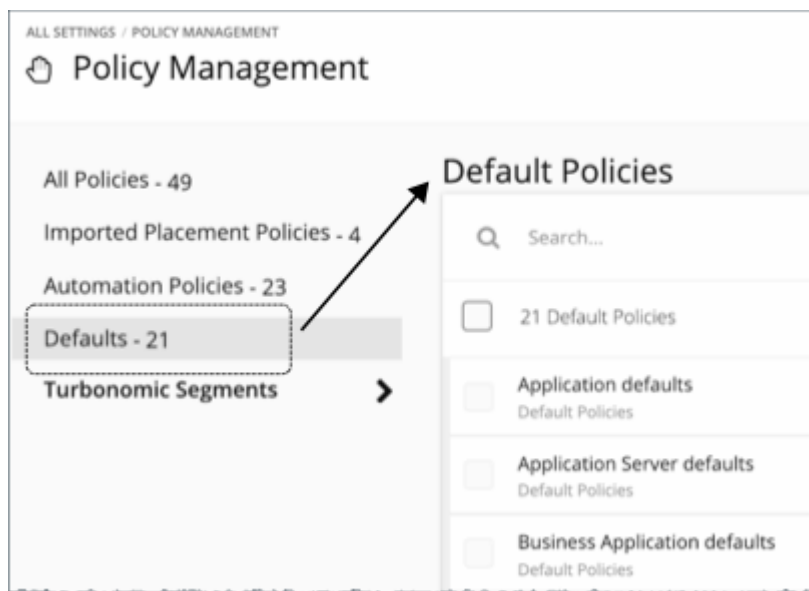 ALL SETTINGS / POLICY MANAGEMENT
Policy Management
All Policies - 49
Imported Placement Policies - 4
Automation Policies - 23
Defaults - 21
Turbonomic Segments
Default Policies
Search...
21 Default Policies
Application defaults
Default Policies
Application Server defaults
Default Policies
Business Application defaults
Default Policies